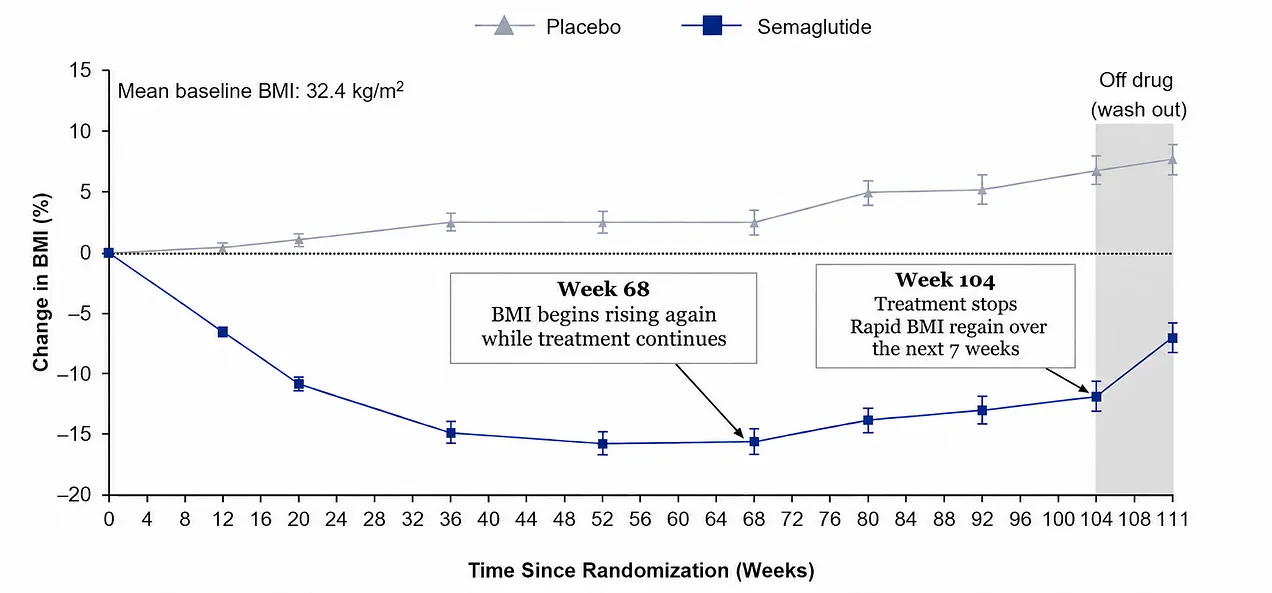 Placebo
Semaglutide
15
10
5
0
–5
–10
–15
–20
Change in BMI (%)
Mean baseline BMI: 32.4 kg/m²
Off drug
(wash out)
Week 68
BMI begins rising again
while treatment continues
Week 104
Treatment stops
Rapid BMI regain over
the next 7 weeks
0 4 8 12 16 20 24 28 32 36 40 44 48 52 56 60 64 68 72 76 80 84 88 92 96 100 104 108 111
Time Since Randomization (Weeks)